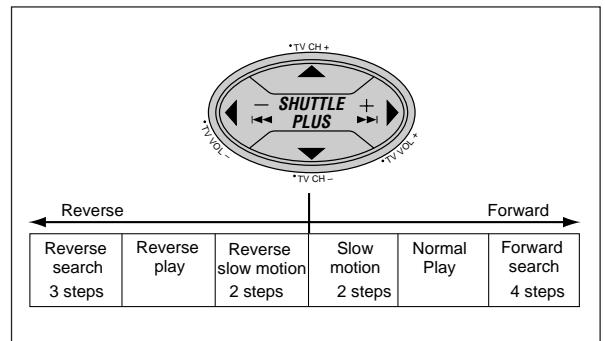 •TV CH +
– SHUTTLE +
PLUS
•TV VOL –
•TV VOL +
•TV CH –
Reverse Forward
Reverse search 3 steps
Reverse play
Reverse slow motion 2 steps
Slow motion 2 steps
Normal Play
Forward search 4 steps